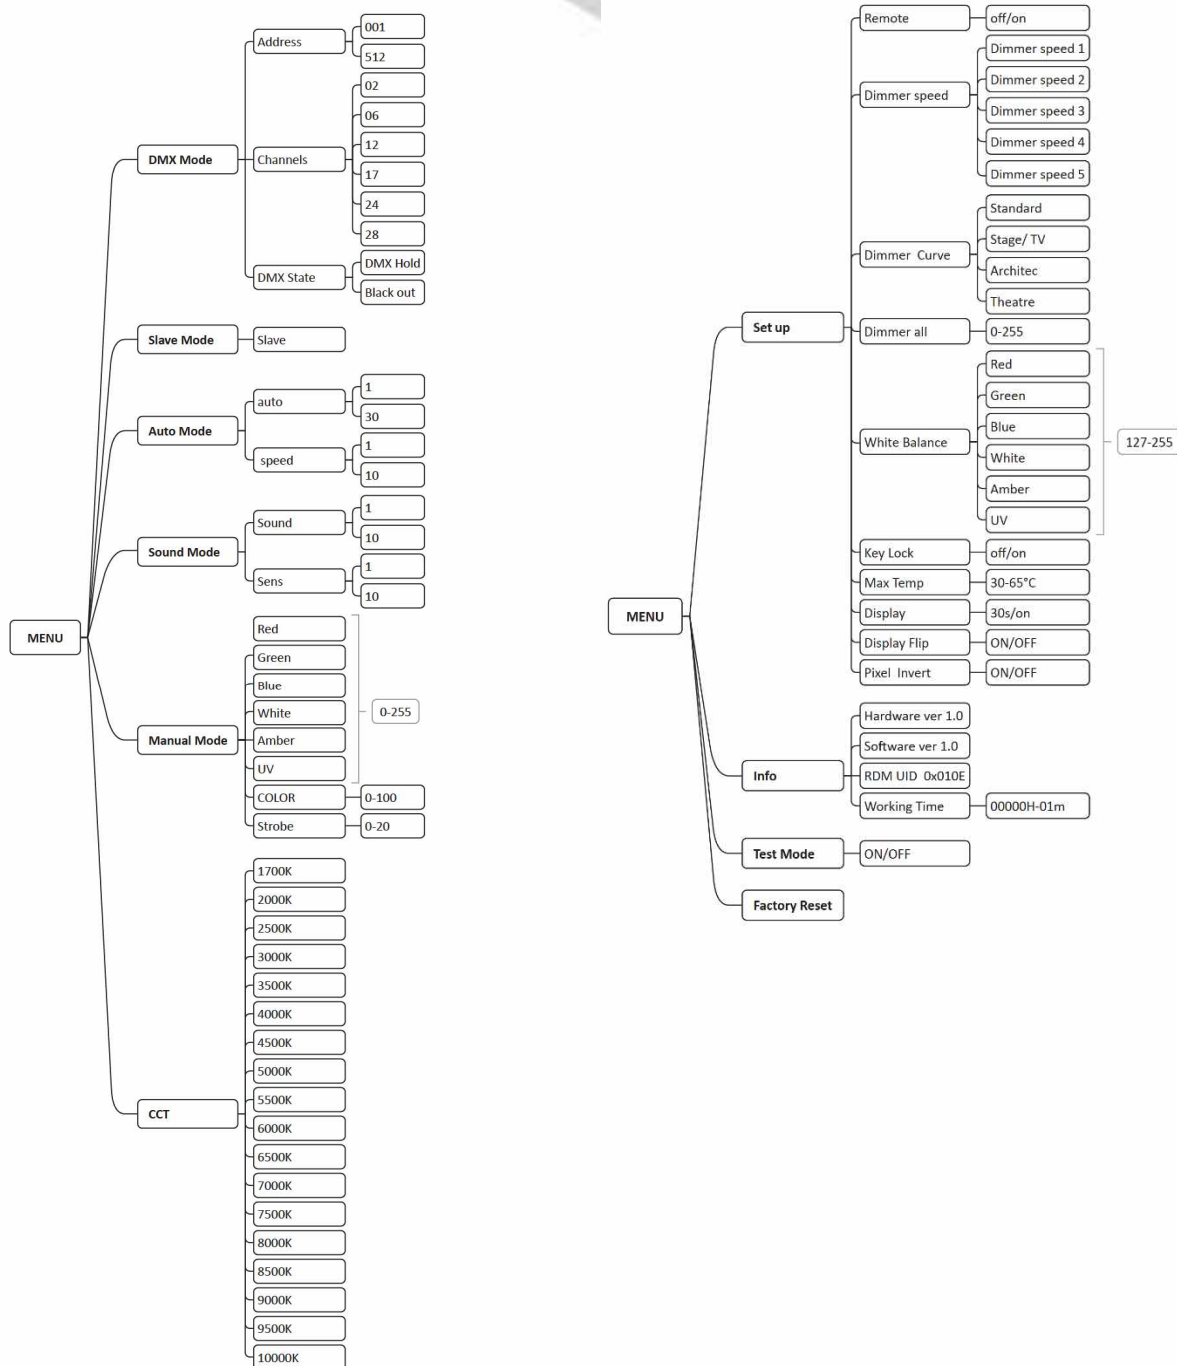 MENU
DMX Mode
Address
001
512
Channels
02
06
12
17
24
28
DMX State
DMX Hold
Black out
Slave Mode
Slave
Auto Mode
auto
1
30
speed
1
10
Sound Mode
Sound
1
10
Sens
1
10
Manual Mode
Red
Green
Blue
White
Amber
UV
0-255
COLOR
0-100
Strobe
0-20
CCT
1700K
2000K
2500K
3000K
3500K
4000K
4500K
5000K
5500K
6000K
6500K
7000K
7500K
8000K
8500K
9000K
9500K
10000K
MENU
Set up
Remote
off/on
Dimmer speed
Dimmer speed 1
Dimmer speed 2
Dimmer speed 3
Dimmer speed 4
Dimmer speed 5
Dimmer Curve
Standard
Stage/ TV
Architec
Theatre
Dimmer all
0-255
White Balance
Red
Green
Blue
White
Amber
UV
127-255
Key Lock
off/on
Max Temp
30-65°C
Display
30s/on
Display Flip
ON/OFF
Pixel Invert
ON/OFF
Info
Hardware ver 1.0
Software ver 1.0
RDM UID 0x010E
Working Time
00000H-01m
Test Mode
ON/OFF
Factory Reset